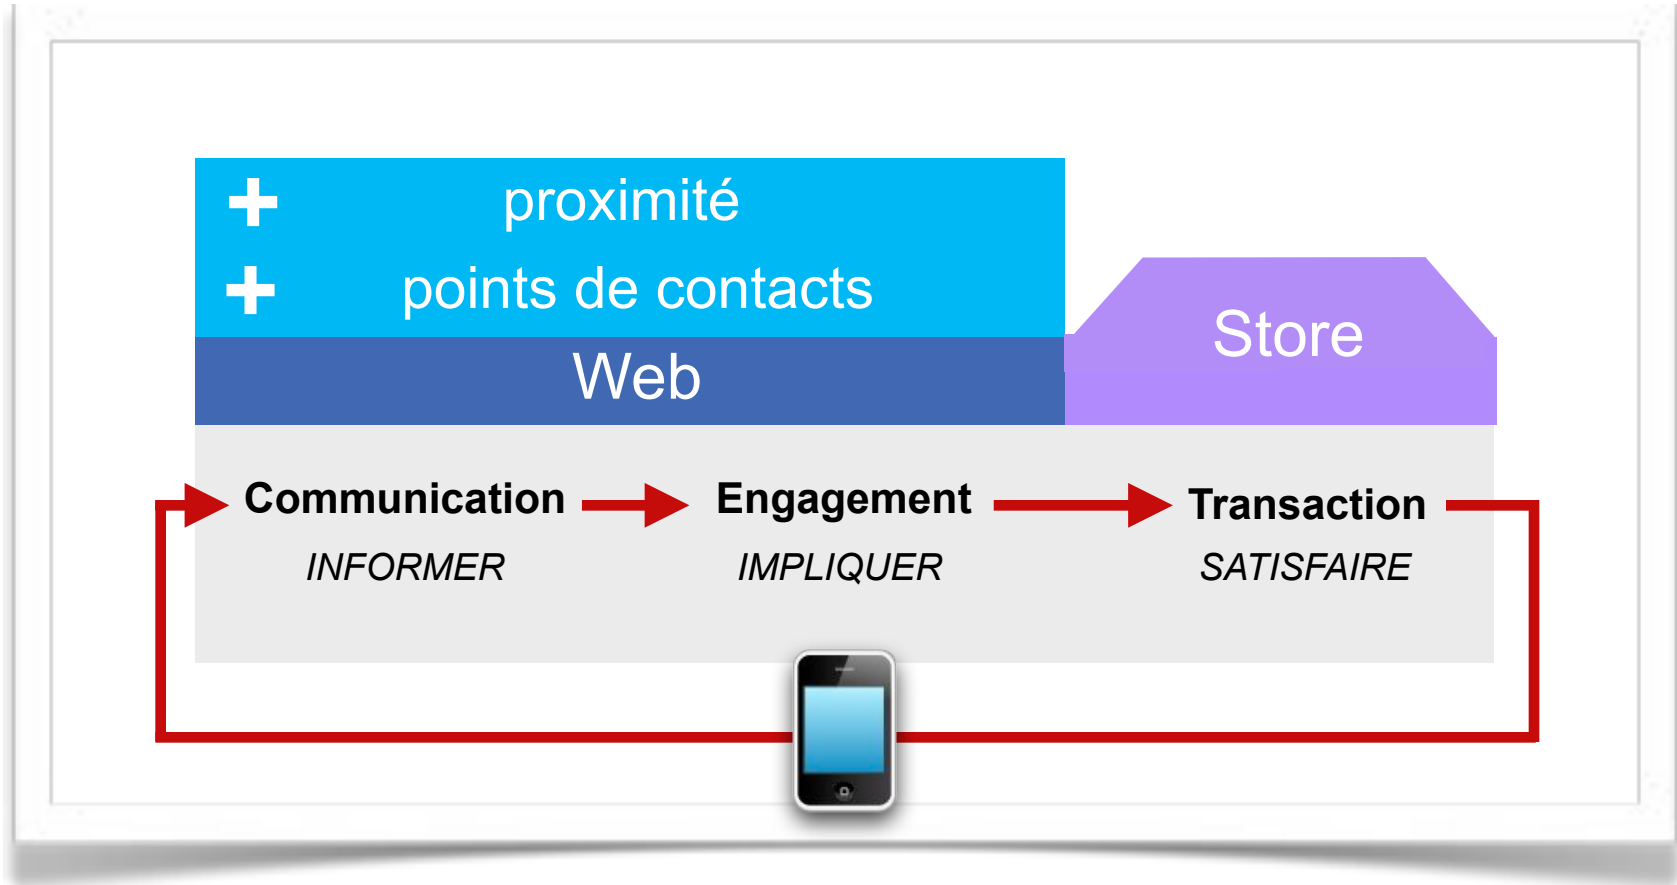 + proximité
+ points de contacts
Store
Web
Communication Engagement Transaction
INFORMER IMPLIQUER SATISFAIRE